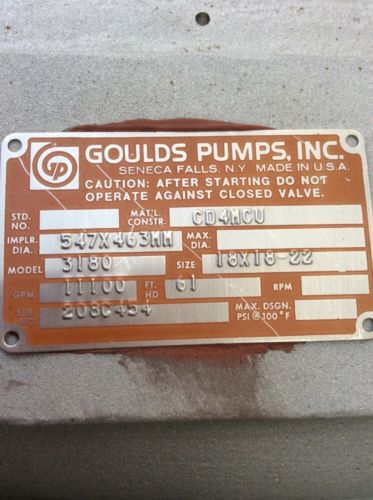 GP GOULDS PUMPS, INC.
SENECA FALLS, N.Y. MADE IN U.S.A.
CAUTION: AFTER STARTING DO NOT
OPERATE AGAINST CLOSED VALVE.
STD. NO. MAT'L. CONSTR. CD4MCU
IMPLR. DIA. 547X463MM MAX. DIA.
MODEL 3180 SIZE 18X18-22
GPM 11100 FT. HD 61 RPM
SER. NO. 208C454 MAX. DSGN. PSI @ 100°F